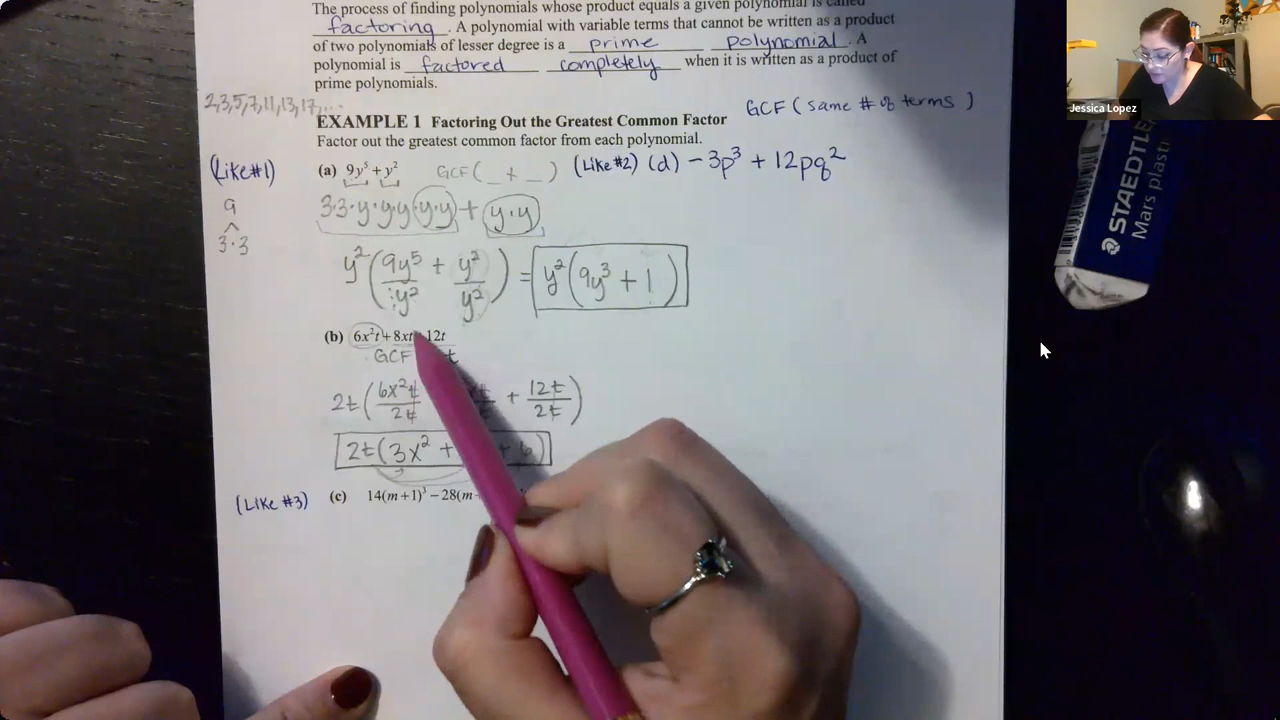 The process of finding polynomials whose product equals a given polynomial is called
factoring. A polynomial with variable terms that cannot be written as a product
of two polynomials of lesser degree is a prime polynomial. A
polynomial is factored completely when it is written as a product of
prime polynomials.
2,3,5,7,11,13,17,...
GCF (same # of terms)
EXAMPLE 1 Factoring Out the Greatest Common Factor
Factor out the greatest common factor from each polynomial.
(Like #1) (a) 9y⁵ + y² GCF( _ + _ ) (Like #2) (d) −3p³ + 12pq²
9
3·3
3·3·y·y·y·y·y + y·y
y²(9y⁵/y² + y²/y²) = y²(9y³ + 1)
(b) 6x²t + 8xt 12t
GCF t
2t(6x²t/2t + 12t/2t)
2t(3x² + + 6)
(Like #3) (c) 14(m+1)³ − 28(m
Jessica Lopez
STAEDTLER
Mars plasti